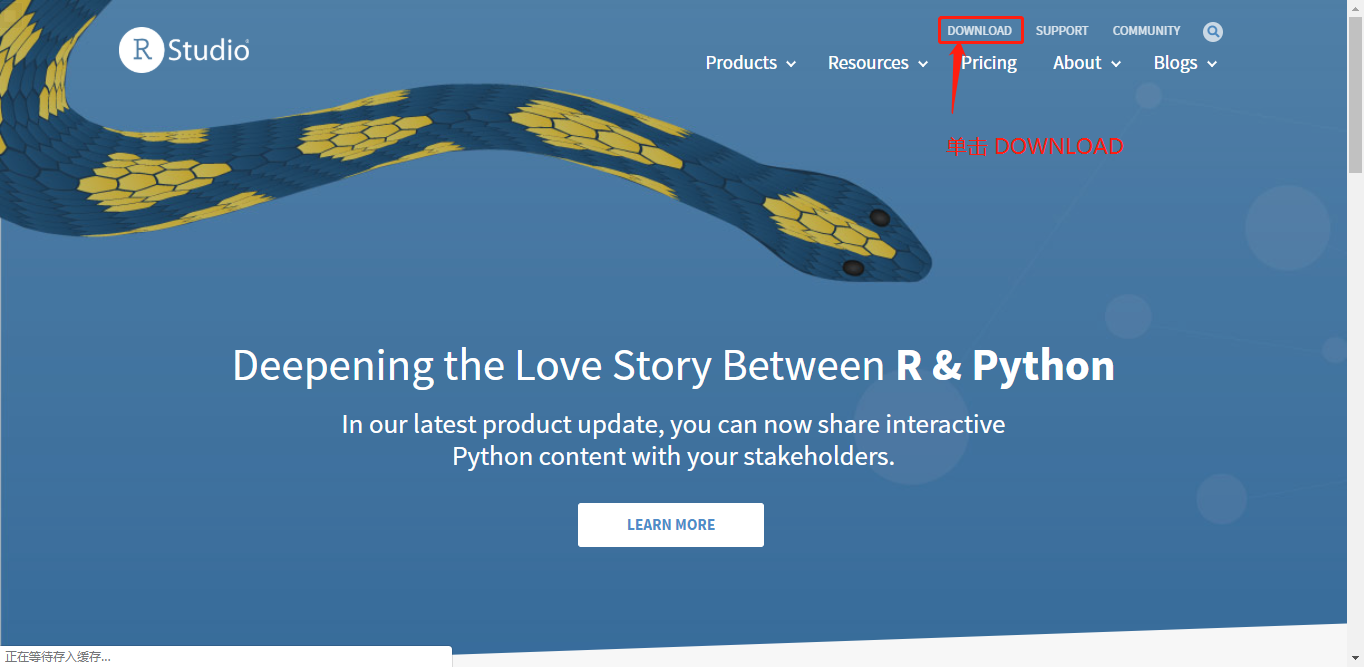 R Studio®
DOWNLOAD SUPPORT COMMUNITY
Products Resources Pricing About Blogs
单击 DOWNLOAD
Deepening the Love Story Between R & Python
In our latest product update, you can now share interactive
Python content with your stakeholders.
LEARN MORE
正在等待存入缓存...